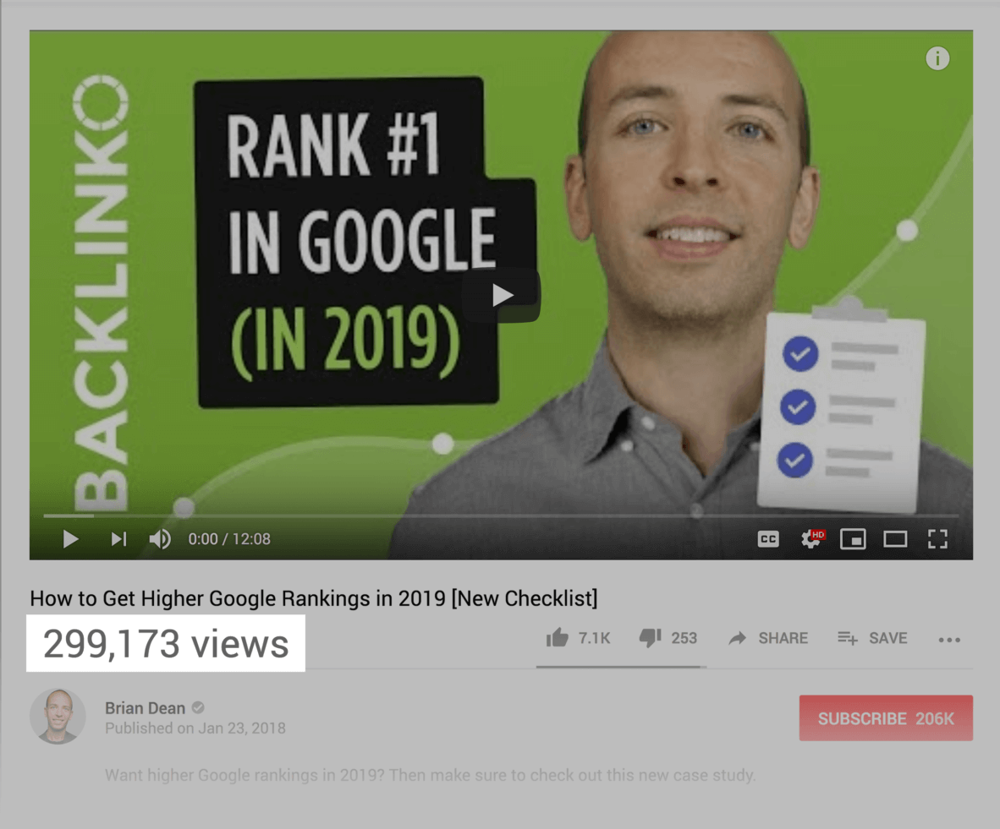 BACKLINKO
RANK #1
IN GOOGLE
(IN 2019)
i
0:00 / 12:08
CC
HD
How to Get Higher Google Rankings in 2019 [New Checklist]
299,173 views
7.1K
253
SHARE
SAVE
Brian Dean
Published on Jan 23, 2018
SUBSCRIBE 206K
Want higher Google rankings in 2019? Then make sure to check out this new case study.